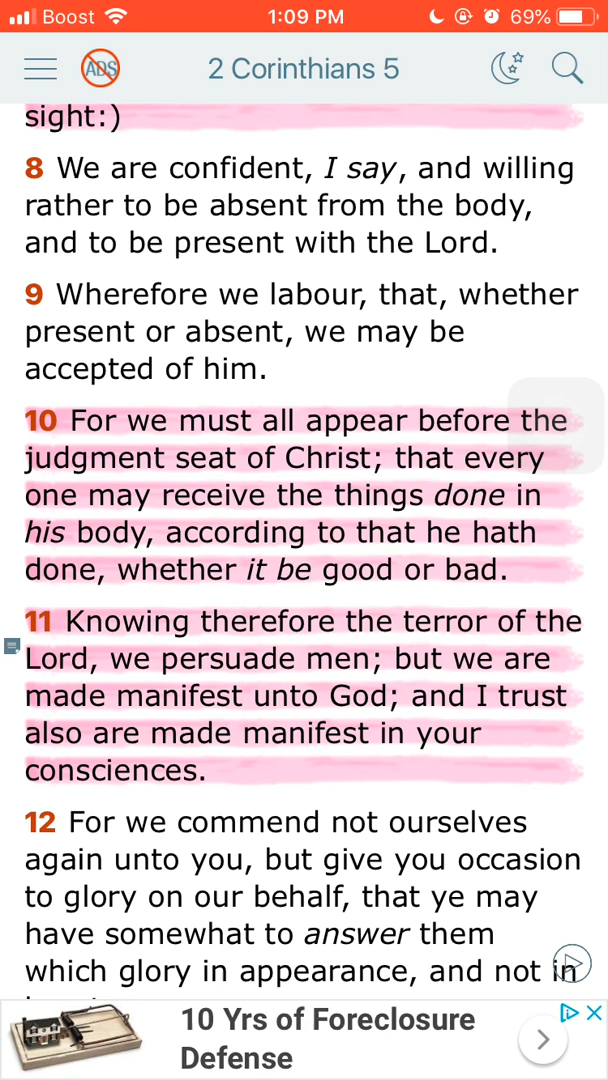 Boost 1:09 PM 69%
ADS 2 Corinthians 5
sight:)
8 We are confident, I say, and willing
rather to be absent from the body,
and to be present with the Lord.
9 Wherefore we labour, that, whether
present or absent, we may be
accepted of him.
10 For we must all appear before the
judgment seat of Christ; that every
one may receive the things done in
his body, according to that he hath
done, whether it be good or bad.
11 Knowing therefore the terror of the
Lord, we persuade men; but we are
made manifest unto God; and I trust
also are made manifest in your
consciences.
12 For we commend not ourselves
again unto you, but give you occasion
to glory on our behalf, that ye may
have somewhat to answer them
which glory in appearance, and not in
10 Yrs of Foreclosure
Defense